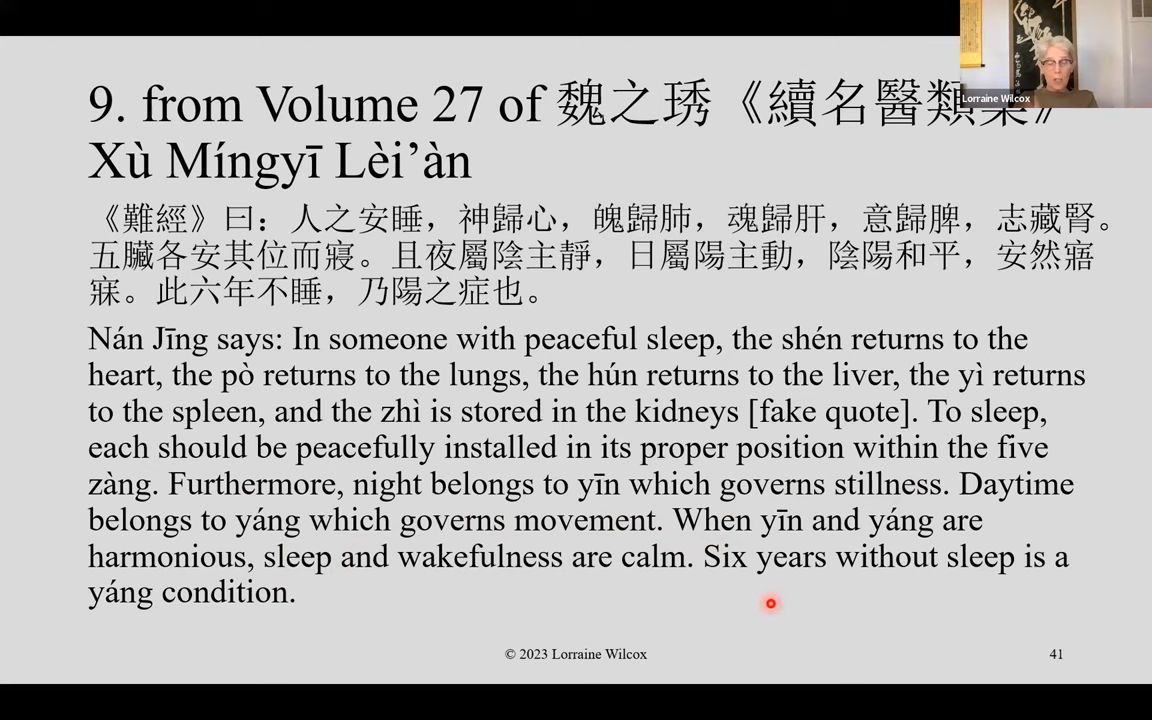 9. from Volume 27 of 魏之琇《續名醫類案》
Lorraine Wilcox
Xù Míngyī Lèi’àn
《難經》曰：人之安睡，神歸心，魄歸肺，魂歸肝，意歸脾，志藏腎。
五臟各安其位而寢。且夜屬陰主靜，日屬陽主動，陰陽和平，安然寤
寐。此六年不睡，乃陽之症也。
Nán Jīng says: In someone with peaceful sleep, the shén returns to the
heart, the pò returns to the lungs, the hún returns to the liver, the yì returns
to the spleen, and the zhì is stored in the kidneys [fake quote]. To sleep,
each should be peacefully installed in its proper position within the five
zàng. Furthermore, night belongs to yīn which governs stillness. Daytime
belongs to yáng which governs movement. When yīn and yáng are
harmonious, sleep and wakefulness are calm. Six years without sleep is a
yáng condition.
© 2023 Lorraine Wilcox
41